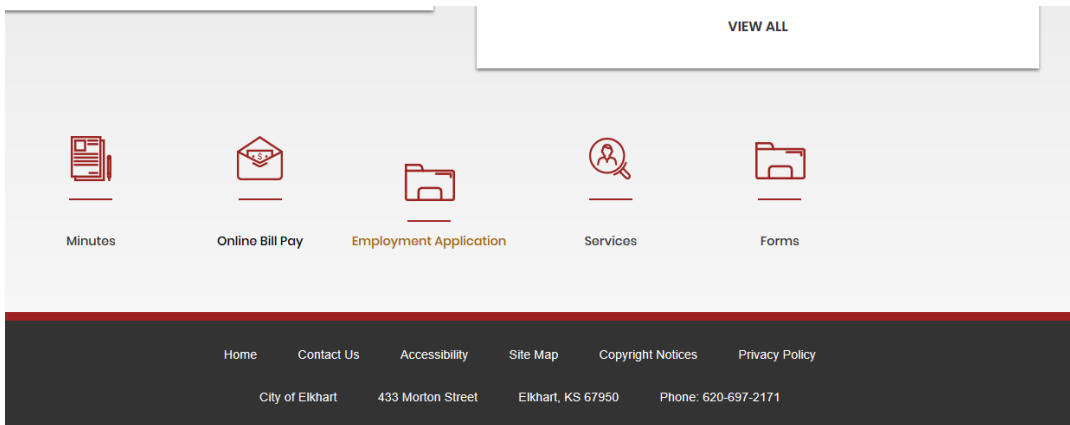 VIEW ALL
Minutes Online Bill Pay Employment Application Services Forms
Home Contact Us Accessibility Site Map Copyright Notices Privacy Policy
City of Elkhart 433 Morton Street Elkhart, KS 67950 Phone: 620-697-2171